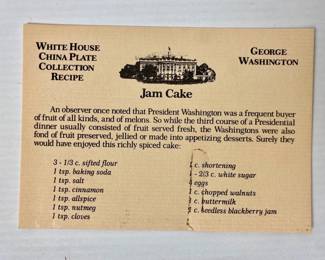 WHITE HOUSE
CHINA PLATE
COLLECTION
RECIPE
GEORGE
WASHINGTON
Jam Cake
An observer once noted that President Washington was a frequent buyer
of fruit of all kinds, and of melons. So while the third course of a Presidential
dinner usually consisted of fruit served fresh, the Washingtons were also
fond of fruit preserved, jellied or made into appetizing desserts. Surely they
would have enjoyed this richly spiced cake:
3 - 1/3 c. sifted flour
1 tsp. baking soda
1 tsp. salt
1 tsp. cinnamon
1 tsp. allspice
1 tsp. nutmeg
1 tsp. cloves
c. shortening
- 2/3 c. white sugar
eggs
c. chopped walnuts
c. buttermilk
c. seedless blackberry jam